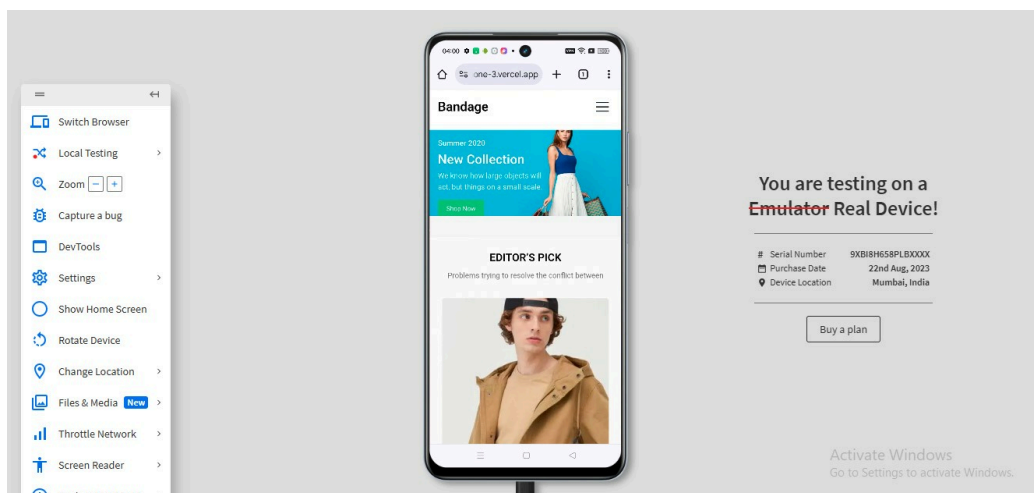 Switch Browser
Local Testing
Zoom
Capture a bug
DevTools
Settings
Show Home Screen
Rotate Device
Change Location
Files & Media New
Throttle Network
Screen Reader
04:00
one-3.vercel.app
Bandage
Summer 2020
New Collection
We know how large objects will
act, but things on a small scale
Shop Now
EDITOR'S PICK
Problems trying to resolve the conflict between
You are testing on a
Emulator Real Device!
# Serial Number 9XBI8H658PLBXXXX
Purchase Date 22nd Aug, 2023
Device Location Mumbai, India
Buy a plan
Activate Windows
Go to Settings to activate Windows.